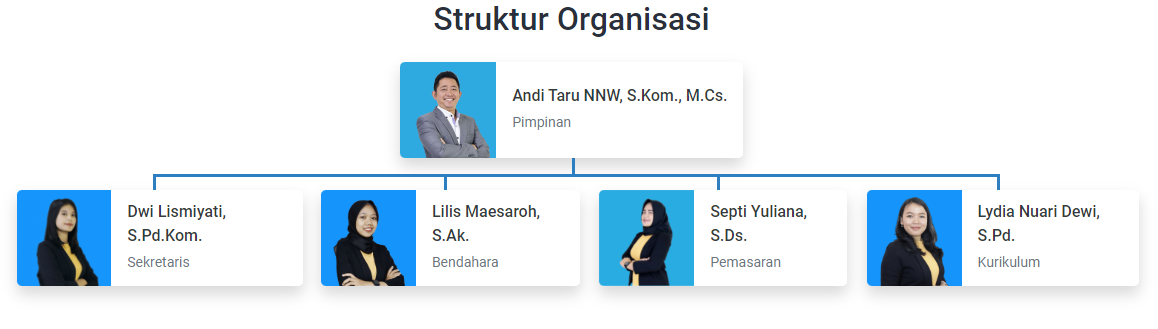 Struktur Organisasi
Andi Taru NNW, S.Kom., M.Cs.
Pimpinan
Dwi Lismiyati,
S.Pd.Kom.
Sekretaris
Lilis Maesaroh,
S.Ak.
Bendahara
Septi Yuliana,
S.Ds.
Pemasaran
Lydia Nuari Dewi,
S.Pd.
Kurikulum